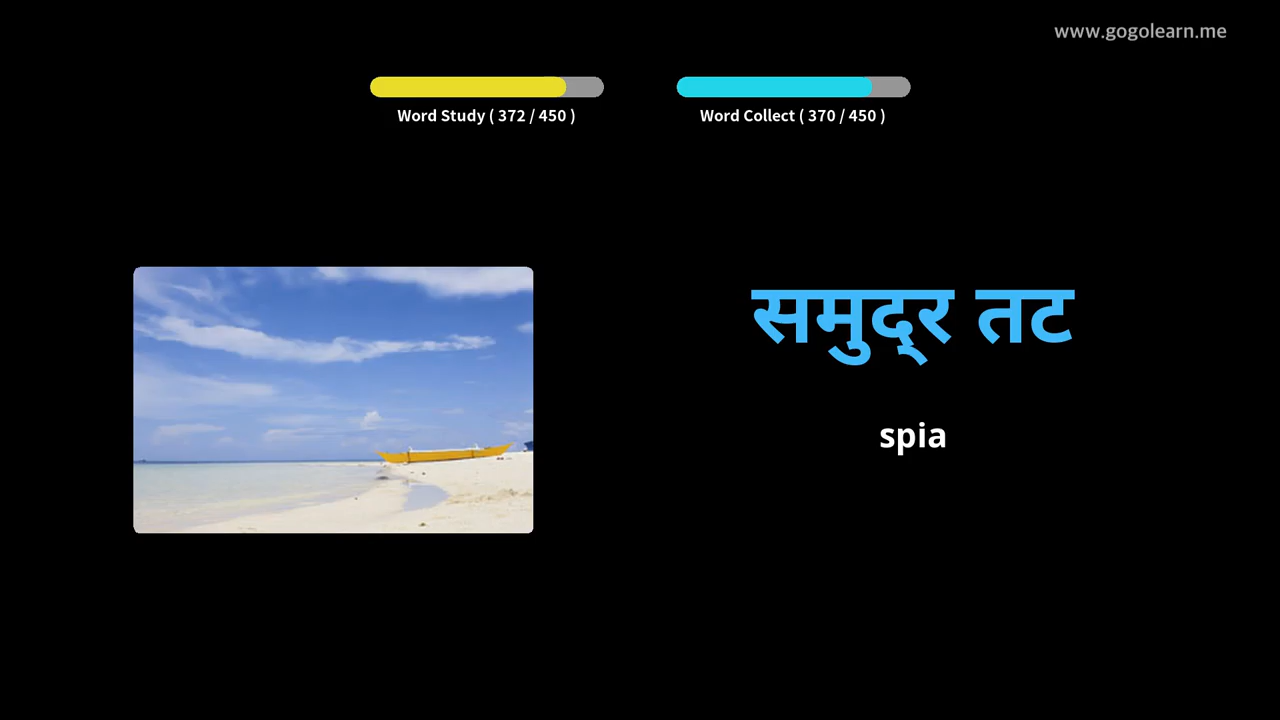 www.gogolearn.me
Word Study ( 372 / 450 )
Word Collect ( 370 / 450 )
समुद्र तट
spia